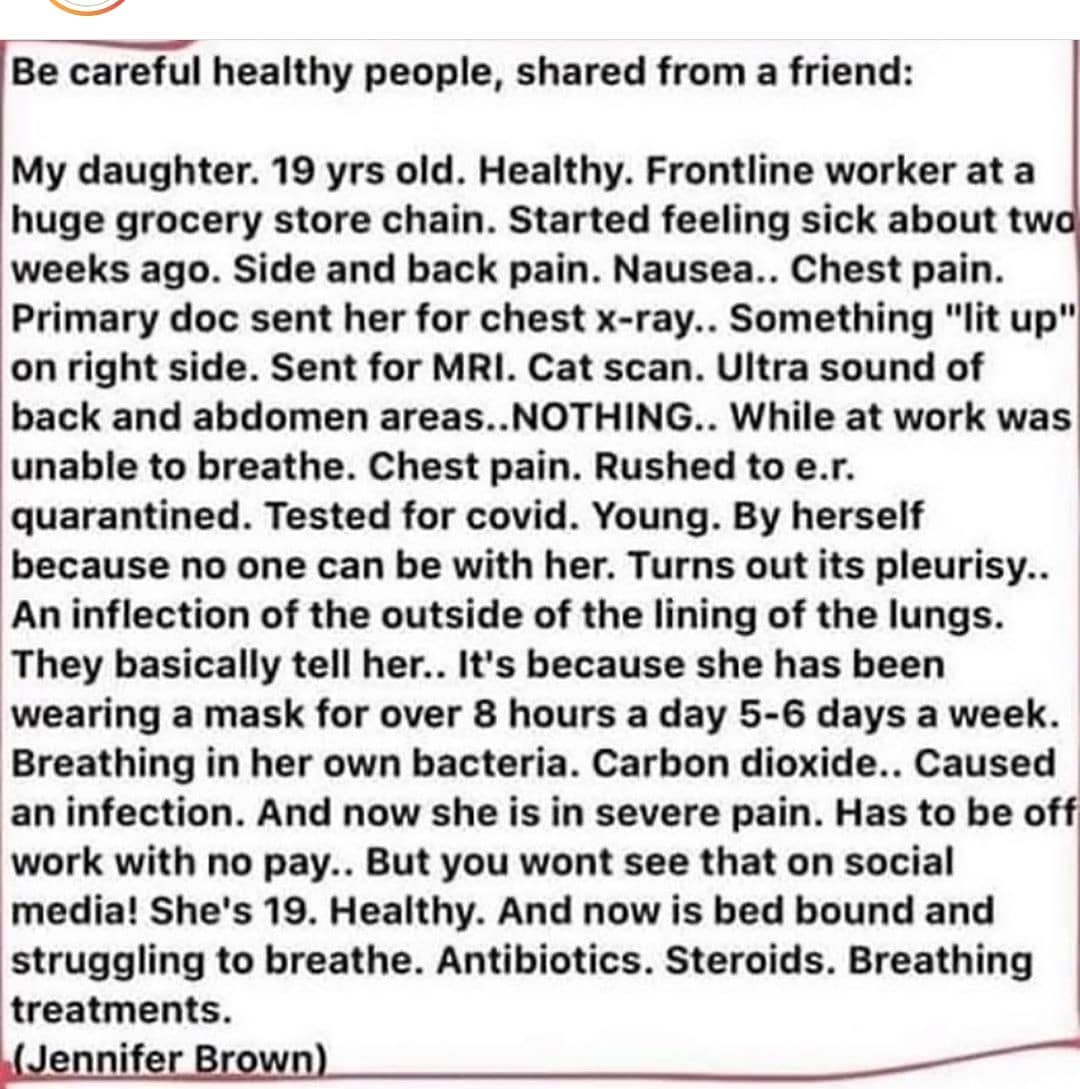 Be careful healthy people, shared from a friend:
My daughter. 19 yrs old. Healthy. Frontline worker at a
huge grocery store chain. Started feeling sick about two
weeks ago. Side and back pain. Nausea.. Chest pain.
Primary doc sent her for chest x-ray.. Something "lit up"
on right side. Sent for MRI. Cat scan. Ultra sound of
back and abdomen areas..NOTHING.. While at work was
unable to breathe. Chest pain. Rushed to e.r.
quarantined. Tested for covid. Young. By herself
because no one can be with her. Turns out its pleurisy..
An inflection of the outside of the lining of the lungs.
They basically tell her.. It's because she has been
wearing a mask for over 8 hours a day 5-6 days a week.
Breathing in her own bacteria. Carbon dioxide.. Caused
an infection. And now she is in severe pain. Has to be off
work with no pay.. But you wont see that on social
media! She's 19. Healthy. And now is bed bound and
struggling to breathe. Antibiotics. Steroids. Breathing
treatments.
(Jennifer Brown)